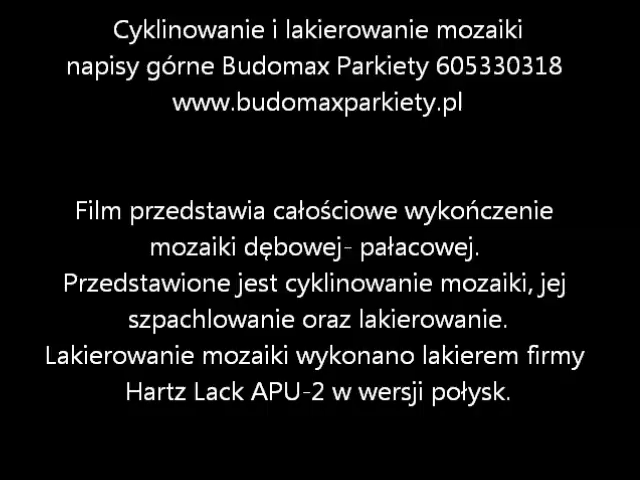 Cyklinowanie i lakierowanie mozaiki
napisy górne Budomax Parkiety 605330318
www.budomaxparkiety.pl
Film przedstawia całościowe wykończenie
mozaiki dębowej- pałacowej.
Przedstawione jest cyklinowanie mozaiki, jej
szpachlowanie oraz lakierowanie.
Lakierowanie mozaiki wykonano lakierem firmy
Hartz Lack APU-2 w wersji połysk.